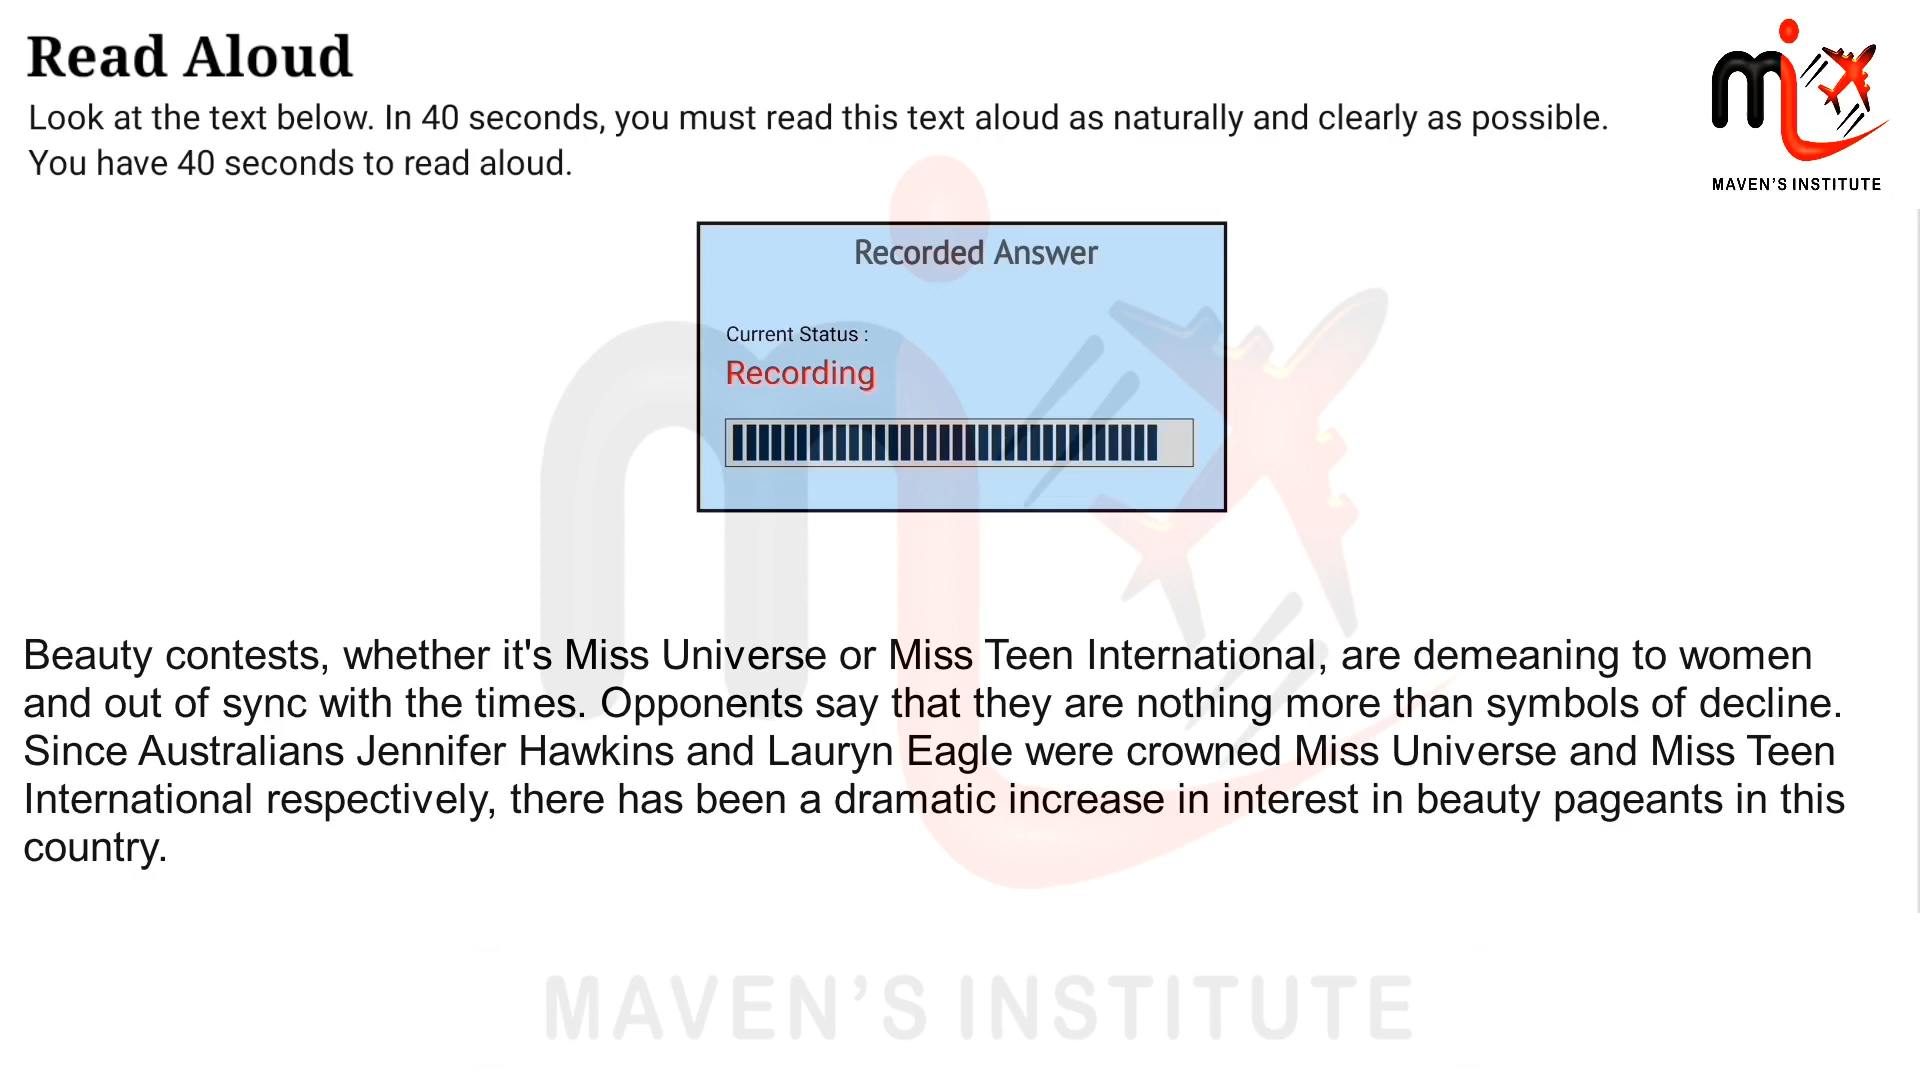 Read Aloud
Look at the text below. In 40 seconds, you must read this text aloud as naturally and clearly as possible.
You have 40 seconds to read aloud.
MAVEN'S INSTITUTE
Recorded Answer
Current Status :
Recording
Beauty contests, whether it's Miss Universe or Miss Teen International, are demeaning to women
and out of sync with the times. Opponents say that they are nothing more than symbols of decline.
Since Australians Jennifer Hawkins and Lauryn Eagle were crowned Miss Universe and Miss Teen
International respectively, there has been a dramatic increase in interest in beauty pageants in this
country.
MAVEN'S INSTITUTE